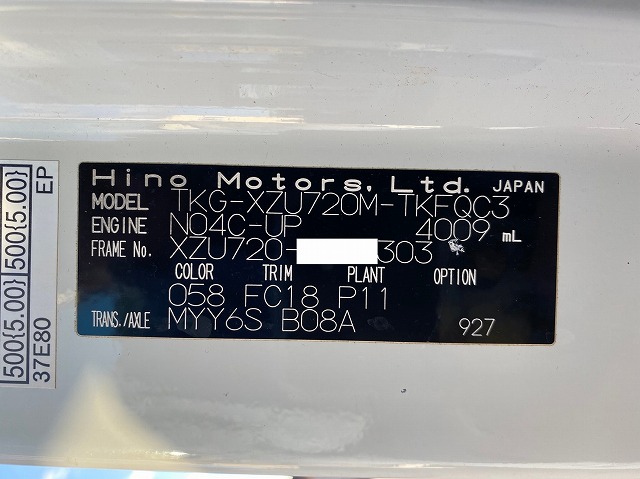 Hino Motors, Ltd. JAPAN
MODEL TKG-XZU720M-TKFQC3
ENGINE N04C-UP 4009 mL
FRAME No. XZU720- 303
COLOR TRIM PLANT OPTION
058 FC18 P11
TRANS./AXLE MYY6S B08A 927
500{5.00} 500{5.00}
37E80 EP